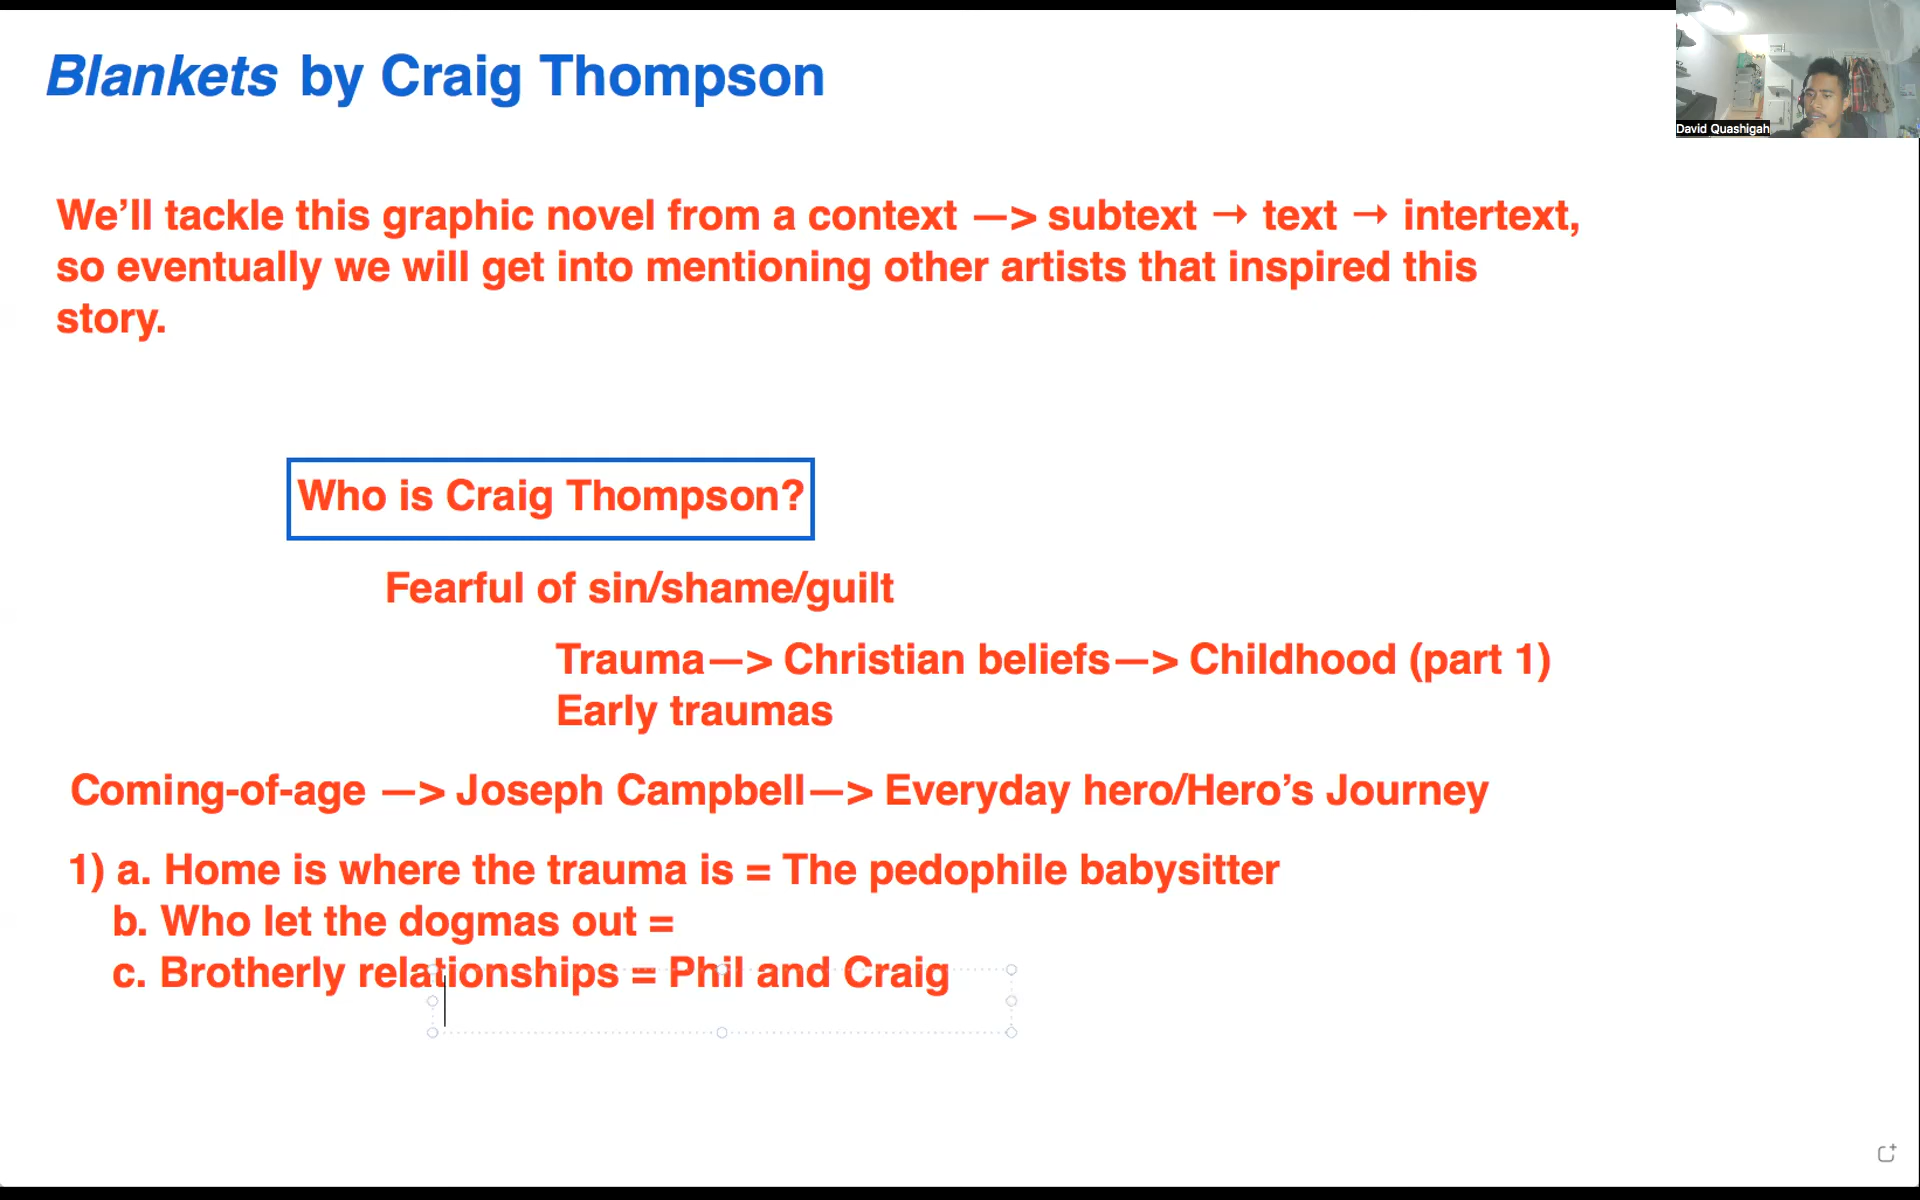 Blankets by Craig Thompson
David Quashigah
We’ll tackle this graphic novel from a context —> subtext → text → intertext,
so eventually we will get into mentioning other artists that inspired this
story.
Who is Craig Thompson?
Fearful of sin/shame/guilt
Trauma—> Christian beliefs—> Childhood (part 1)
Early traumas
Coming-of-age —> Joseph Campbell—> Everyday hero/Hero’s Journey
1) a. Home is where the trauma is = The pedophile babysitter
b. Who let the dogmas out =
c. Brotherly relationships = Phil and Craig